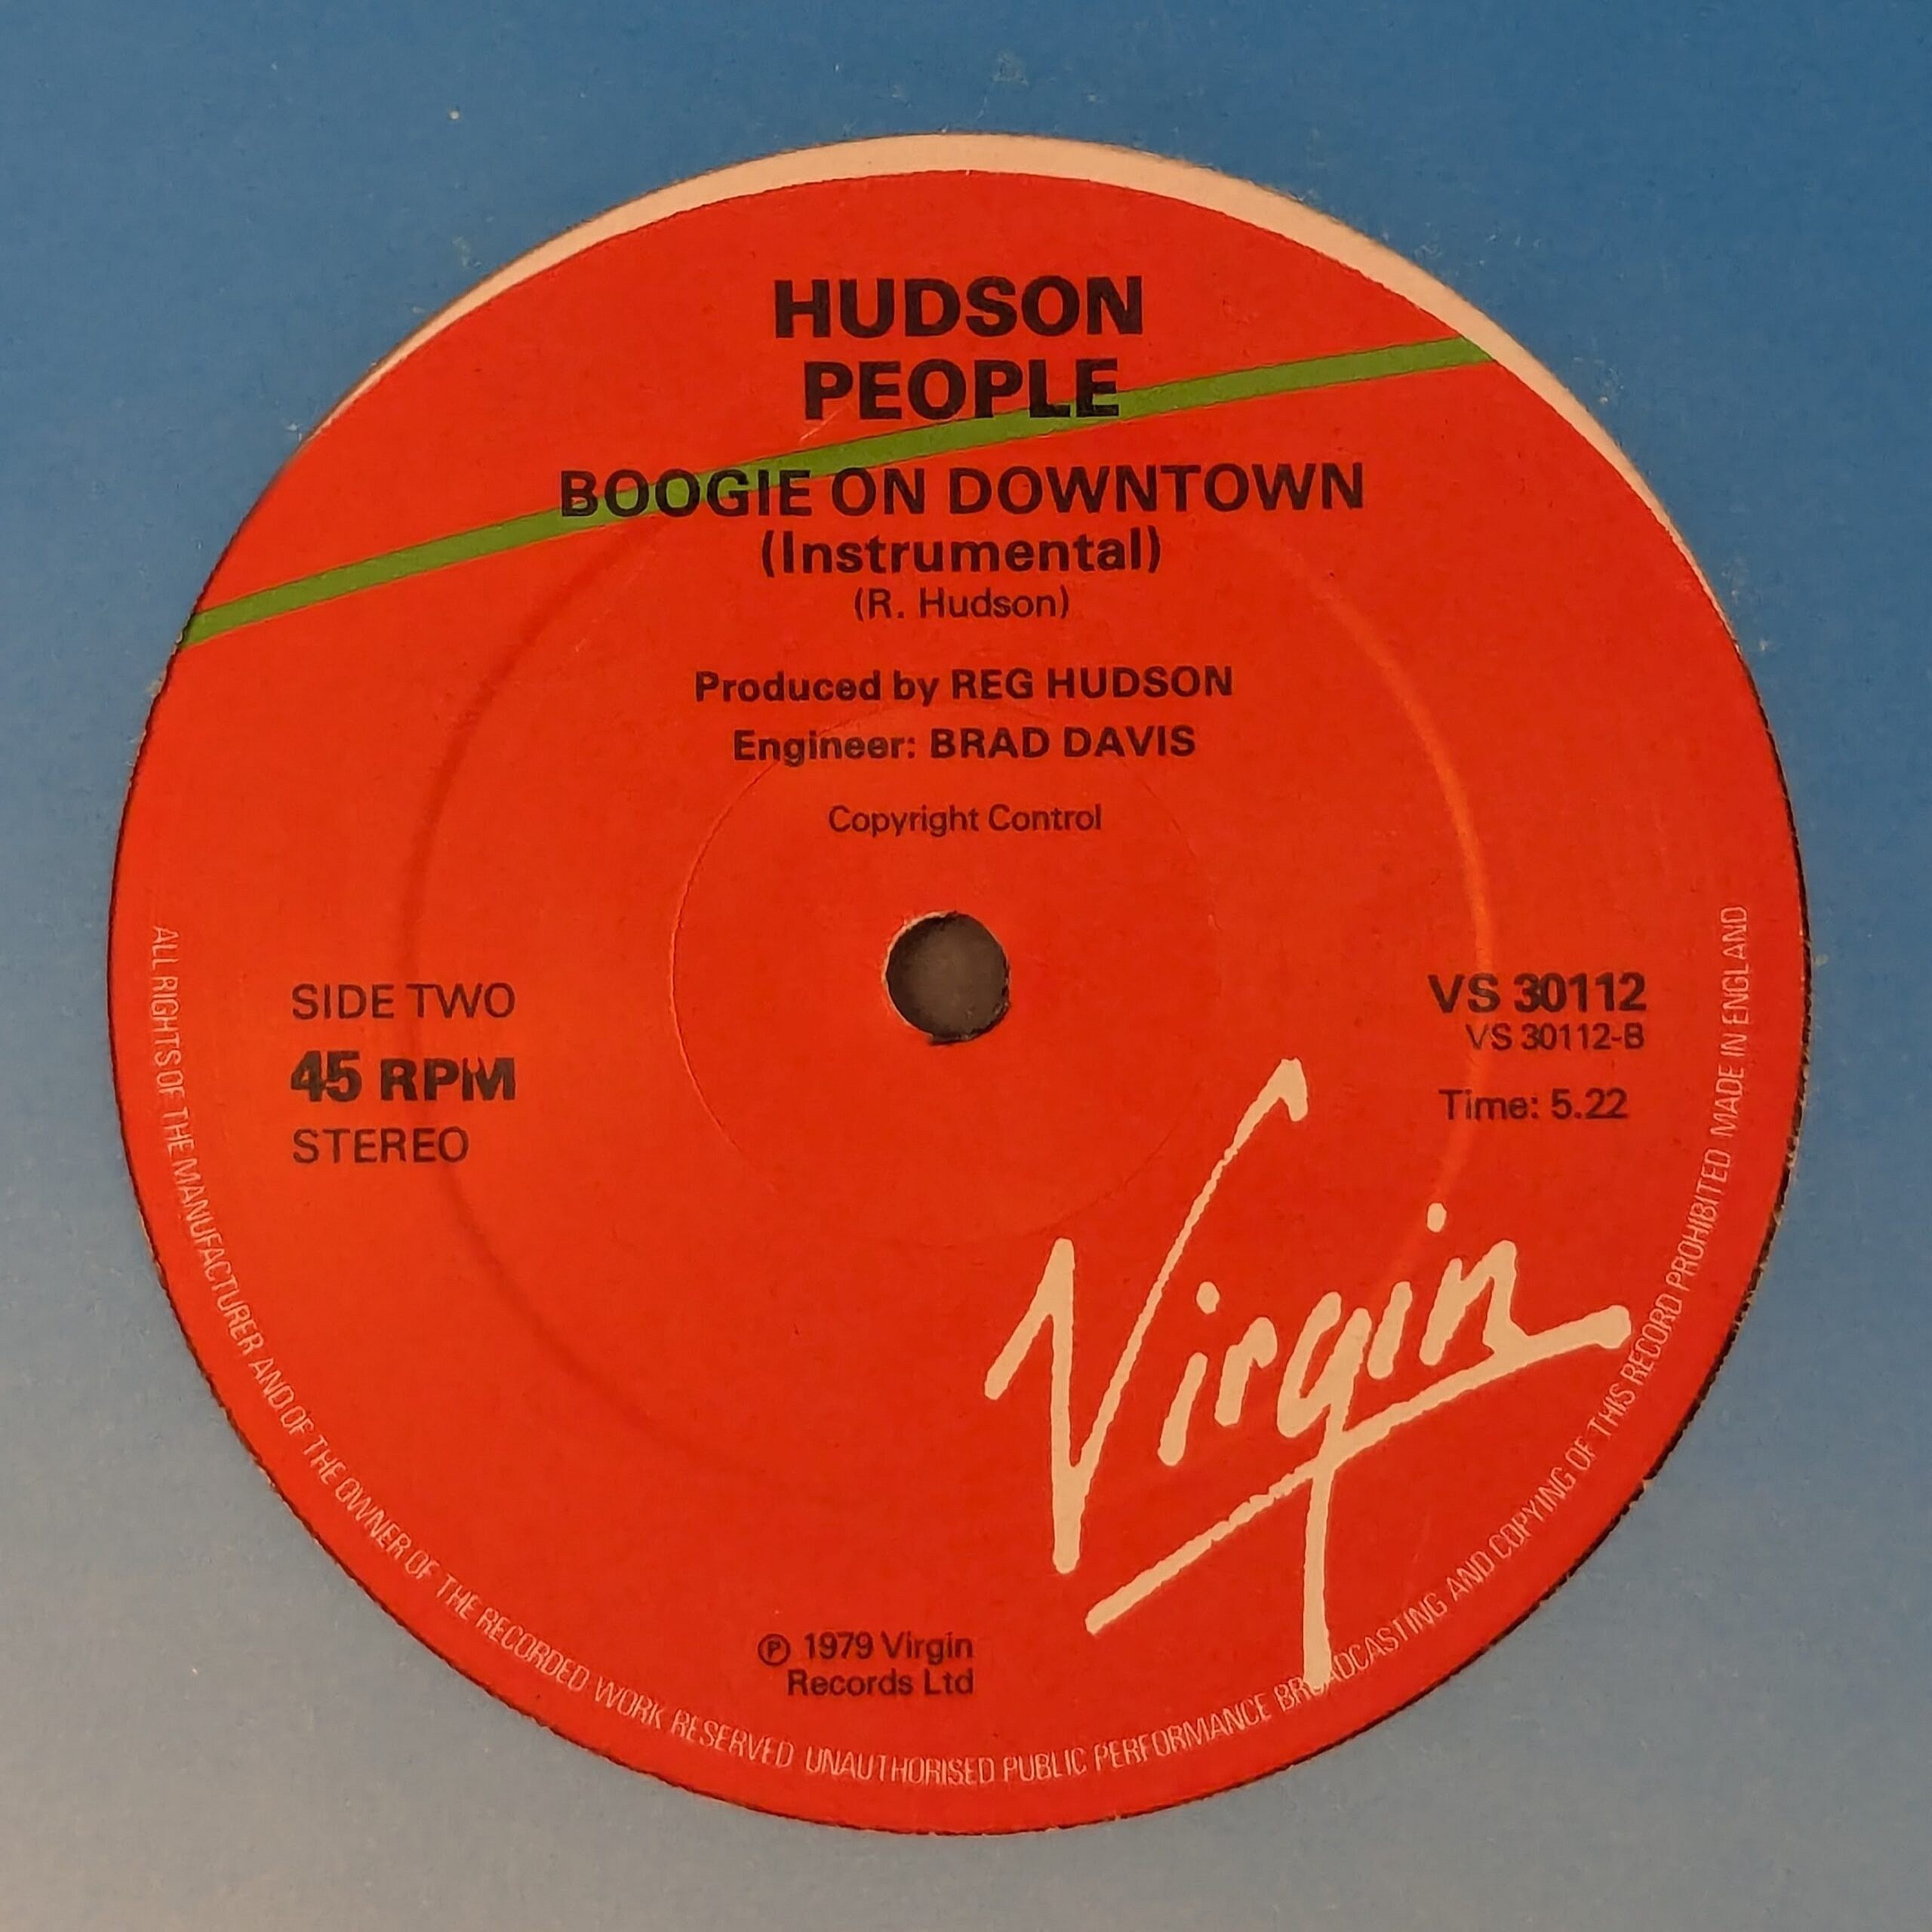 HUDSON
PEOPLE
BOOGIE ON DOWNTOWN
(Instrumental)
(R. Hudson)
Produced by REG HUDSON
Engineer: BRAD DAVIS
Copyright Control
SIDE TWO
45 RPM
STEREO
VS 30112
VS 30112-B
Time: 5.22
Virgin
℗ 1979 Virgin
Records Ltd
ALL RIGHTS OF THE MANUFACTURER AND OF THE OWNER OF THE RECORDED WORK RESERVED UNAUTHORISED PUBLIC PERFORMANCE BROADCASTING AND COPYING OF THIS RECORD PROHIBITED MADE IN ENGLAND